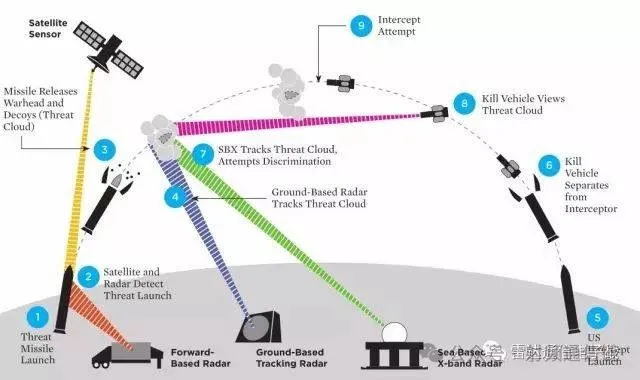 Satellite
Sensor
9
Intercept
Attempt
Missile Releases
Warhead and
Decoys (Threat
Cloud)
8
Kill Vehicle Views
Threat Cloud
3
7
SBX Tracks Threat Cloud,
Attempts Discrimination
6
Kill
Vehicle
Separates
from
Interceptor
4
Ground-Based Radar
Tracks Threat Cloud
2
Satellite and
Radar Detect
Threat Launch
1
Threat
Missile
Launch
5
US
Launch
Forward-
Based Radar
Ground-Based
Tracking Radar
Sea Based
X-band Radar